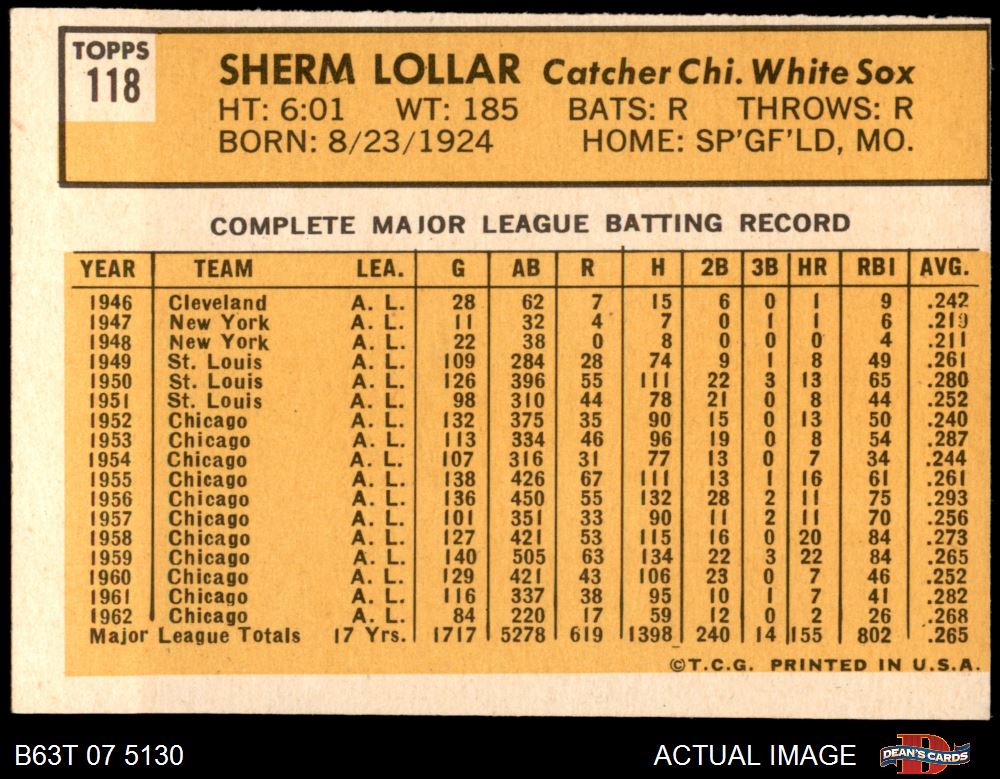 TOPPS
118
SHERM LOLLAR Catcher Chi. White Sox
HT: 6:01 WT: 185 BATS: R THROWS: R
BORN: 8/23/1924 HOME: SP'GF'LD, MO.
COMPLETE MAJOR LEAGUE BATTING RECORD
YEAR TEAM LEA. G AB R H 2B 3B HR RBI AVG.
1946 Cleveland A. L. 28 62 7 15 6 0 1 9 .242
1947 New York A. L. 11 32 4 7 0 1 1 6 .219
1948 New York A. L. 22 38 0 8 0 0 0 4 .211
1949 St. Louis A. L. 109 284 28 74 9 1 8 49 .261
1950 St. Louis A. L. 126 396 55 111 22 3 13 65 .280
1951 St. Louis A. L. 98 310 44 78 21 0 8 44 .252
1952 Chicago A. L. 132 375 35 90 15 0 13 50 .240
1953 Chicago A. L. 113 334 46 96 19 0 8 54 .287
1954 Chicago A. L. 107 316 31 77 13 0 7 34 .244
1955 Chicago A. L. 138 426 67 111 13 1 16 61 .261
1956 Chicago A. L. 136 450 55 132 28 2 11 75 .293
1957 Chicago A. L. 101 351 33 90 11 2 11 70 .256
1958 Chicago A. L. 127 421 53 115 16 0 20 84 .273
1959 Chicago A. L. 140 505 63 134 22 3 22 84 .265
1960 Chicago A. L. 129 421 43 106 23 0 7 46 .252
1961 Chicago A. L. 116 337 38 95 10 1 7 41 .282
1962 Chicago A. L. 84 220 17 59 12 0 2 26 .268
Major League Totals 17 Yrs. 1717 5278 619 1398 240 14 155 802 .265
©T.C.G. PRINTED IN U.S.A.
B63T 07 5130 ACTUAL IMAGE DEAN'S CARDS